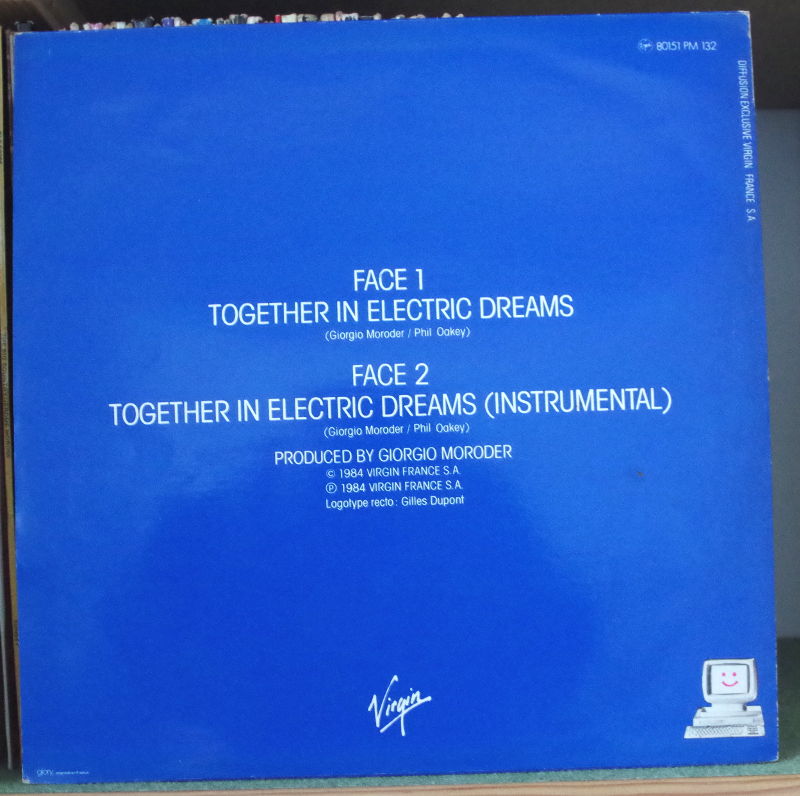 Virgin 80151 PM 132
DIFFUSION EXCLUSIVE VIRGIN FRANCE S.A.
FACE 1
TOGETHER IN ELECTRIC DREAMS
(Giorgio Moroder / Phil Oakey)
FACE 2
TOGETHER IN ELECTRIC DREAMS (INSTRUMENTAL)
(Giorgio Moroder / Phil Oakey)
PRODUCED BY GIORGIO MORODER
© 1984 VIRGIN FRANCE S.A.
℗ 1984 VIRGIN FRANCE S.A.
Logotype recto : Gilles Dupont
Virgin
glory